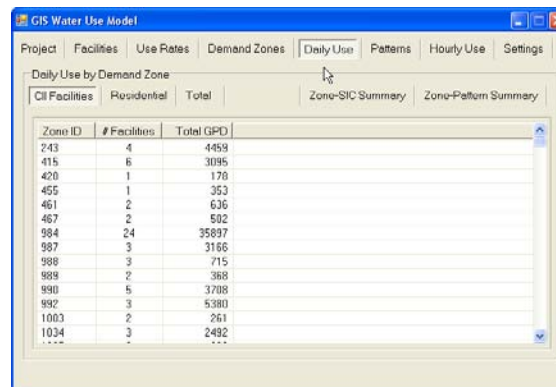 GIS Water Use Model
Project Facilities Use Rates Demand Zones Daily Use Patterns Hourly Use Settings
Daily Use by Demand Zone
CII Facilities Residential Total Zone-SIC Summary Zone-Pattern Summary
Zone ID # Facilities Total GPD
243 4 4459
415 6 3095
420 1 178
455 1 353
461 2 636
467 2 502
984 24 35897
987 3 3166
988 3 715
989 2 368
990 5 3708
992 3 5380
1003 2 261
1034 3 2492